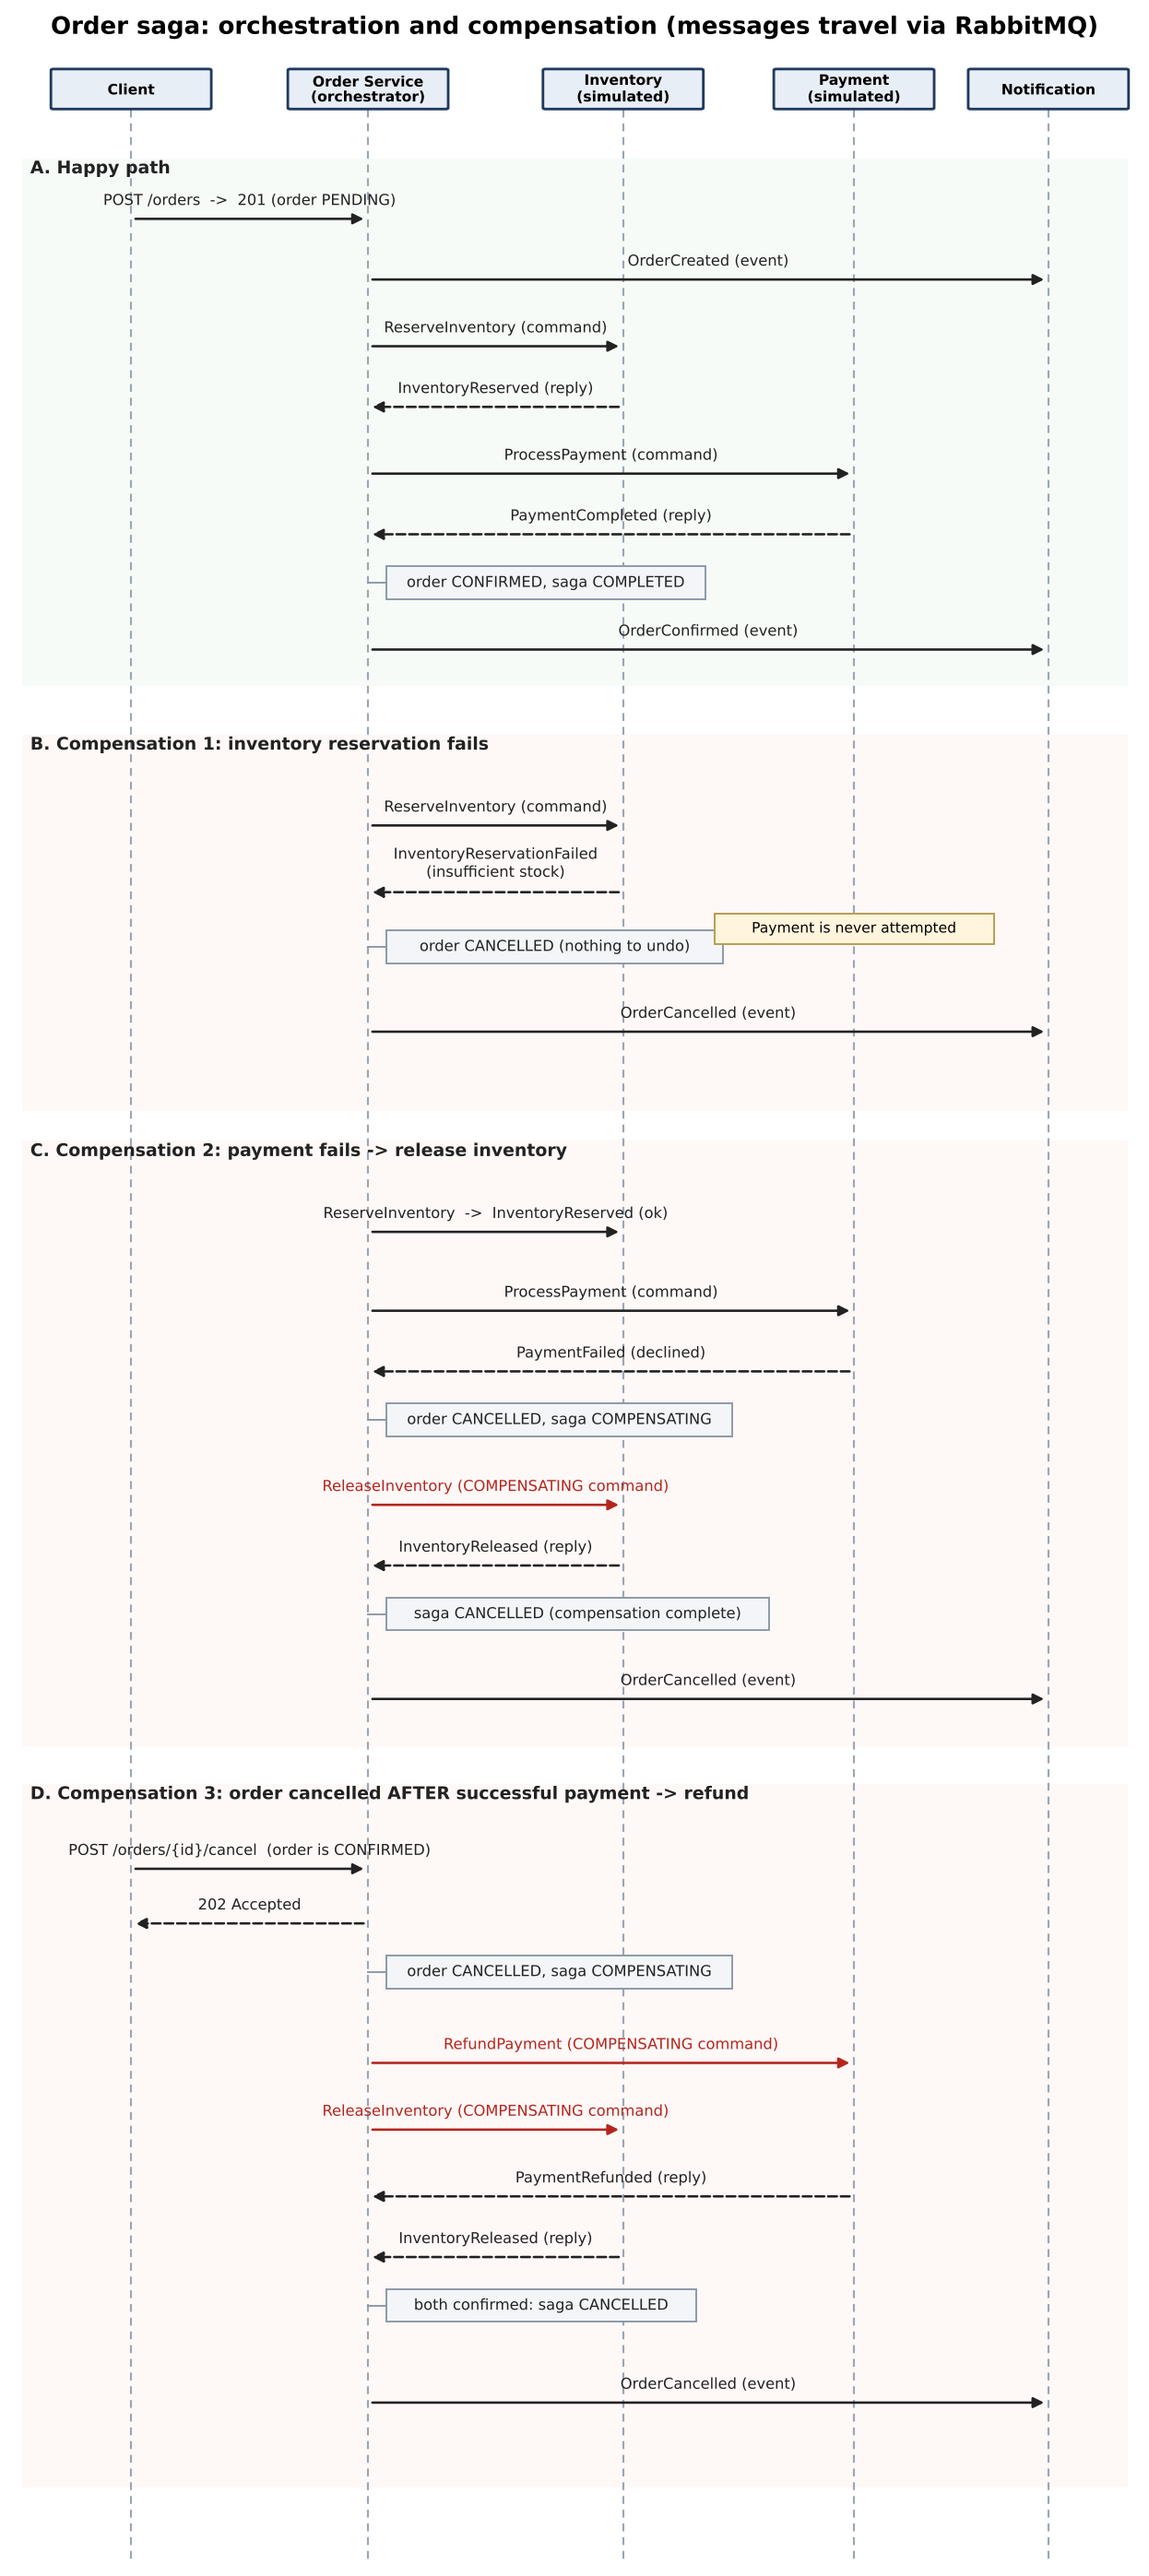 Order saga: orchestration and compensation (messages travel via RabbitMQ)
Client
Order Service
(orchestrator)
Inventory
(simulated)
Payment
(simulated)
Notification
A. Happy path
POST /orders  ->  201 (order PENDING)
OrderCreated (event)
ReserveInventory (command)
InventoryReserved (reply)
ProcessPayment (command)
PaymentCompleted (reply)
order CONFIRMED, saga COMPLETED
OrderConfirmed (event)
B. Compensation 1: inventory reservation fails
ReserveInventory (command)
InventoryReservationFailed
(insufficient stock)
Payment is never attempted
order CANCELLED (nothing to undo)
OrderCancelled (event)
C. Compensation 2: payment fails -> release inventory
ReserveInventory  ->  InventoryReserved (ok)
ProcessPayment (command)
PaymentFailed (declined)
order CANCELLED, saga COMPENSATING
ReleaseInventory (COMPENSATING command)
InventoryReleased (reply)
saga CANCELLED (compensation complete)
OrderCancelled (event)
D. Compensation 3: order cancelled AFTER successful payment -> refund
POST /orders/{id}/cancel  (order is CONFIRMED)
202 Accepted
order CANCELLED, saga COMPENSATING
RefundPayment (COMPENSATING command)
ReleaseInventory (COMPENSATING command)
PaymentRefunded (reply)
InventoryReleased (reply)
both confirmed: saga CANCELLED
OrderCancelled (event)